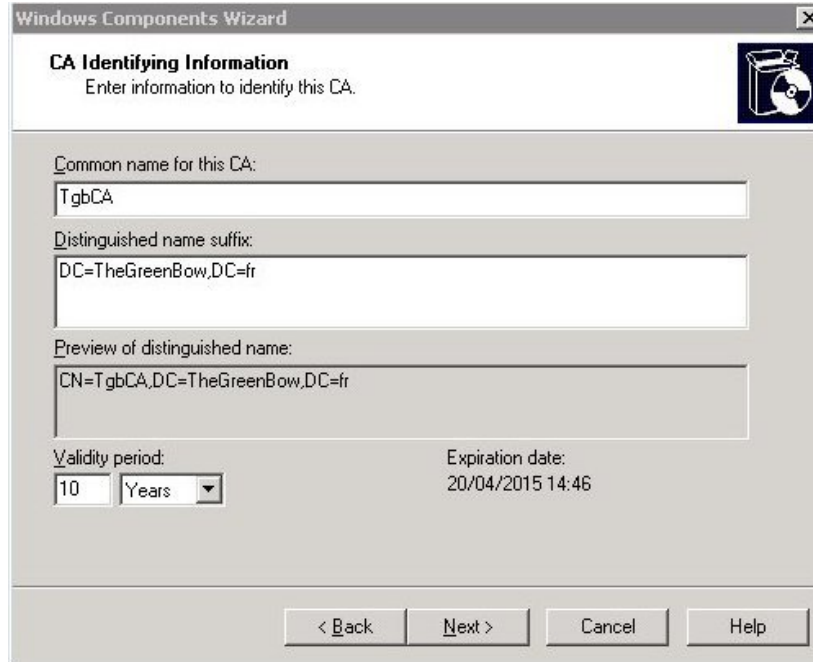 Windows Components Wizard
CA Identifying Information
Enter information to identify this CA.
Common name for this CA:
TgbCA
Distinguished name suffix:
DC=TheGreenBow,DC=fr
Preview of distinguished name:
CN=TgbCA,DC=TheGreenBow,DC=fr
Validity period:
Expiration date:
10
Years
20/04/2015 14:46
< Back
Next >
Cancel
Help